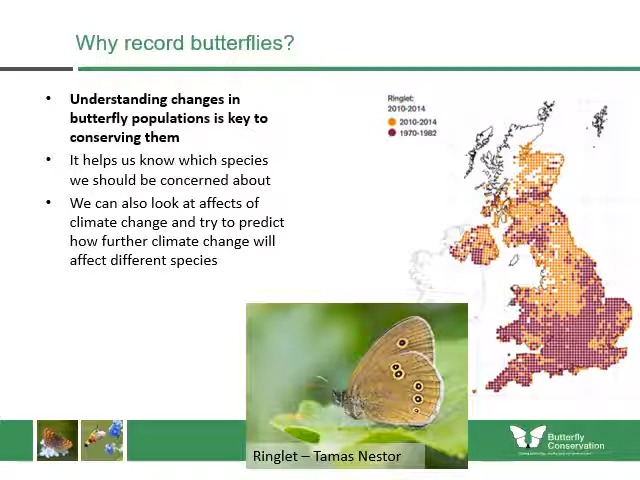 Why record butterflies?
• Understanding changes in
butterfly populations is key to
conserving them
• It helps us know which species
we should be concerned about
• We can also look at affects of
climate change and try to predict
how further climate change will
affect different species
Ringlet:
2010-2014
2010-2014
1970-1982
Ringlet – Tamas Nestor
Butterfly
Conservation